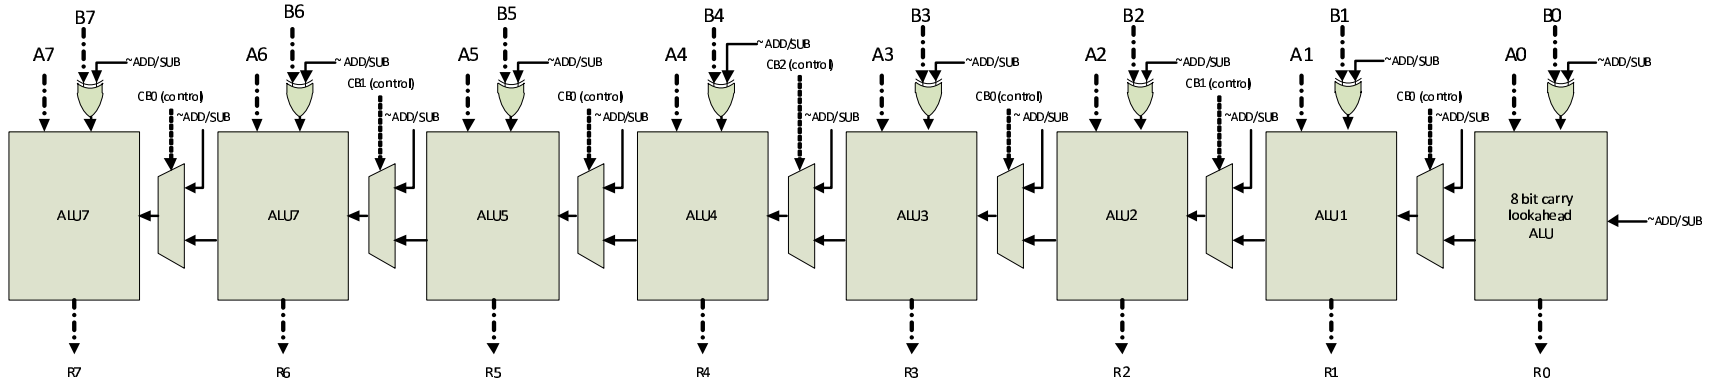 B7
B6
B5
B4
B3
B2
B1
B0
A7
~ADD/SUB
A6
~ADD/SUB
A5
~ADD/SUB
A4
~ADD/SUB
A3
~ADD/SUB
A2
~ADD/SUB
A1
~ADD/SUB
A0
~ADD/SUB
CB0 (control)
~ADD/SUB
CB1 (control)
~ADD/SUB
CB0 (control)
~ADD/SUB
CB2 (control)
~ADD/SUB
CB0 (control)
~ADD/SUB
CB1 (control)
~ADD/SUB
CB0 (control)
~ADD/SUB
ALU7
ALU7
ALU5
ALU4
ALU3
ALU2
ALU1
8 bit carry
lookahead
ALU
~ADD/SUB
R7
R6
R5
R4
R3
R2
R1
R0